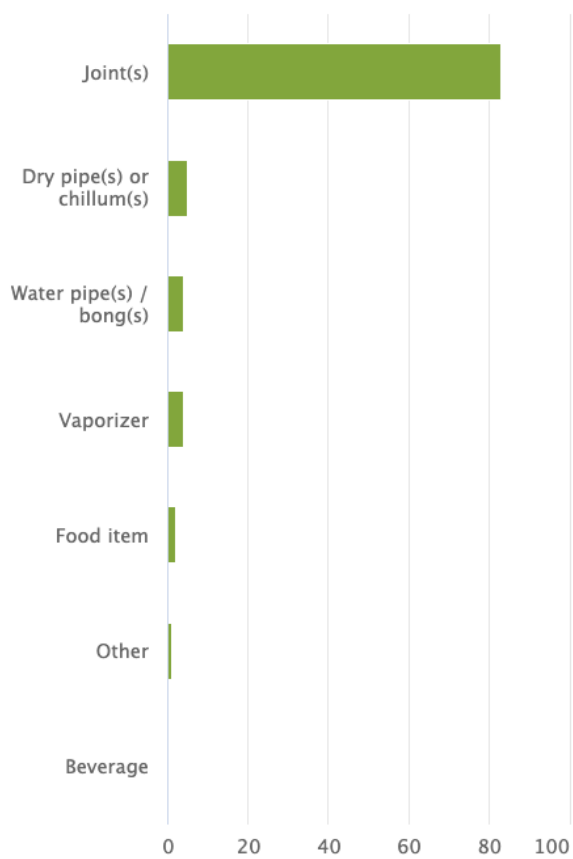 Joint(s)
Dry pipe(s) or
chillum(s)
Water pipe(s) /
bong(s)
Vaporizer
Food item
Other
Beverage
0 20 40 60 80 100